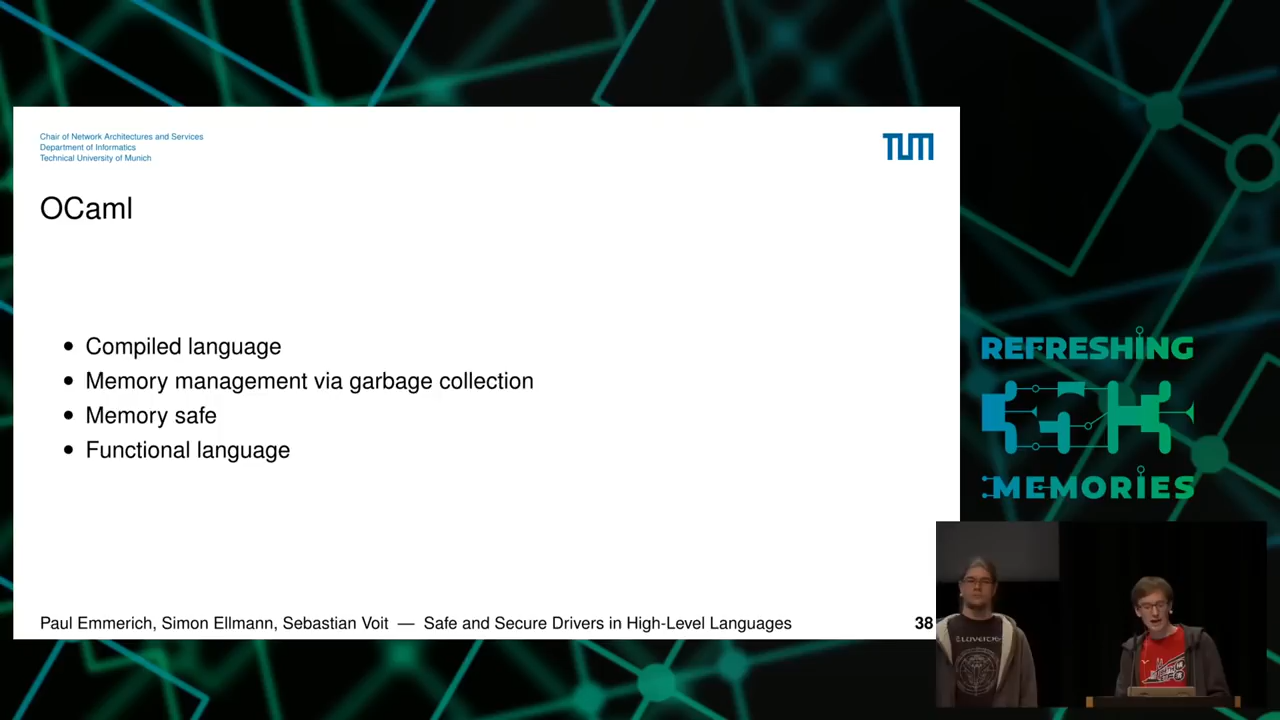 Chair of Network Architectures and Services
Department of Informatics
Technical University of Munich
TUM
OCaml
• Compiled language
• Memory management via garbage collection
• Memory safe
• Functional language
Paul Emmerich, Simon Ellmann, Sebastian Voit — Safe and Secure Drivers in High-Level Languages
38
REFRESHING
MEMORIES